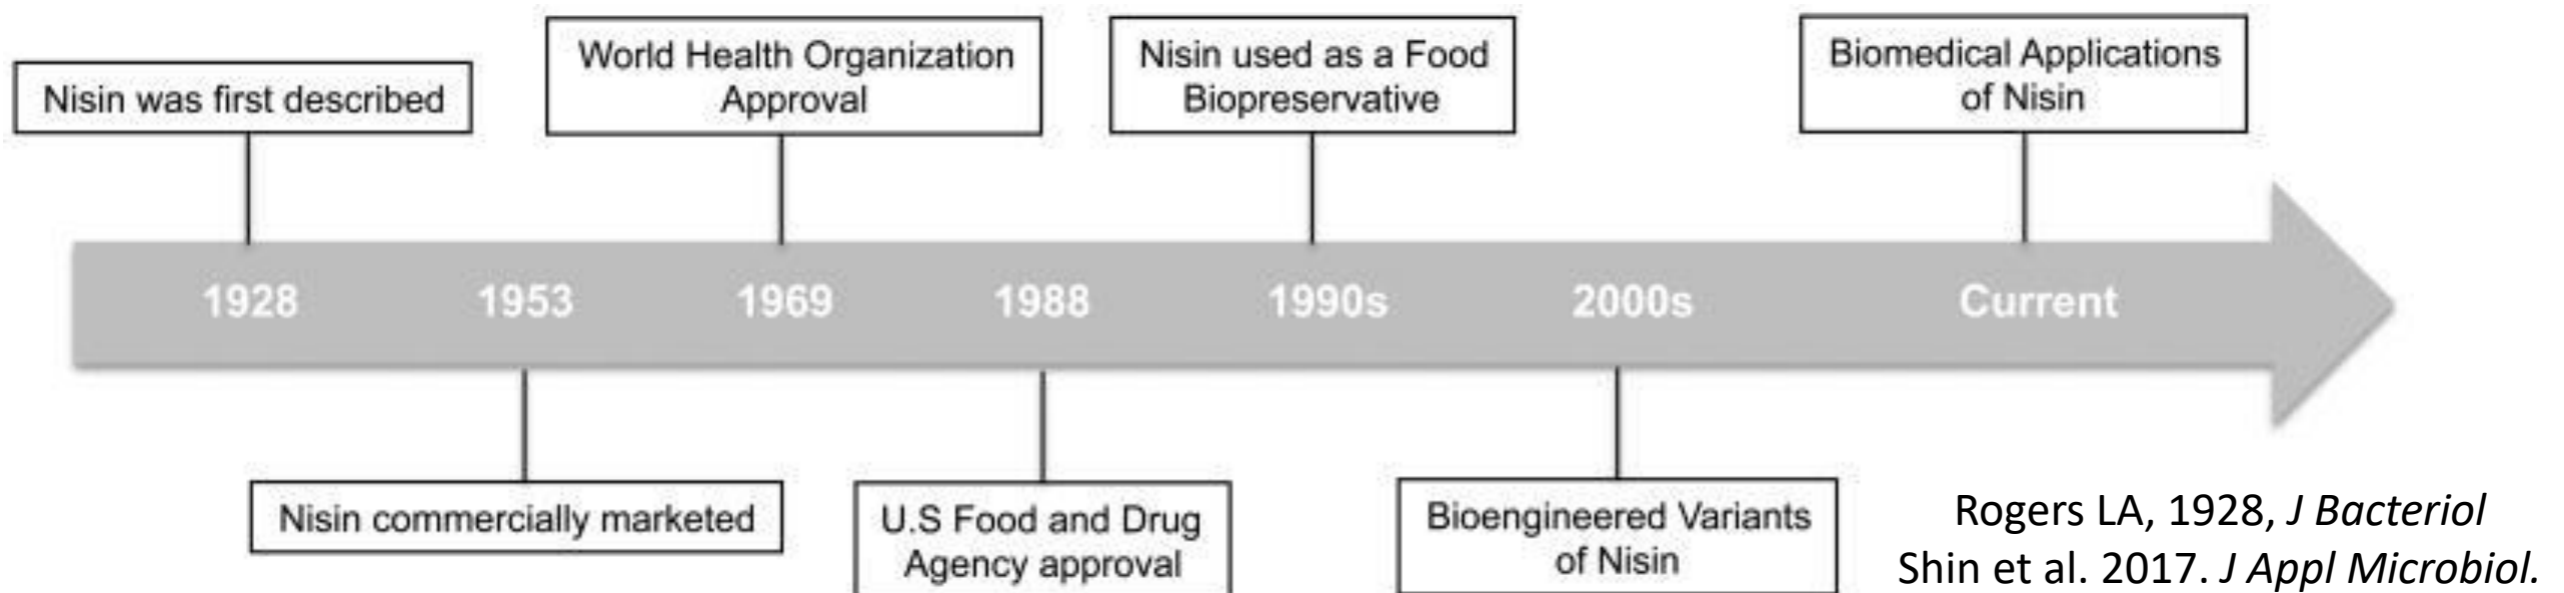 Nisin was first described
World Health Organization
Approval
Nisin used as a Food
Biopreservative
Biomedical Applications
of Nisin
1928
1953
1969
1988
1990s
2000s
Current
Nisin commercially marketed
U.S Food and Drug
Agency approval
Bioengineered Variants
of Nisin
Rogers LA, 1928, J Bacteriol
Shin et al. 2017. J Appl Microbiol.